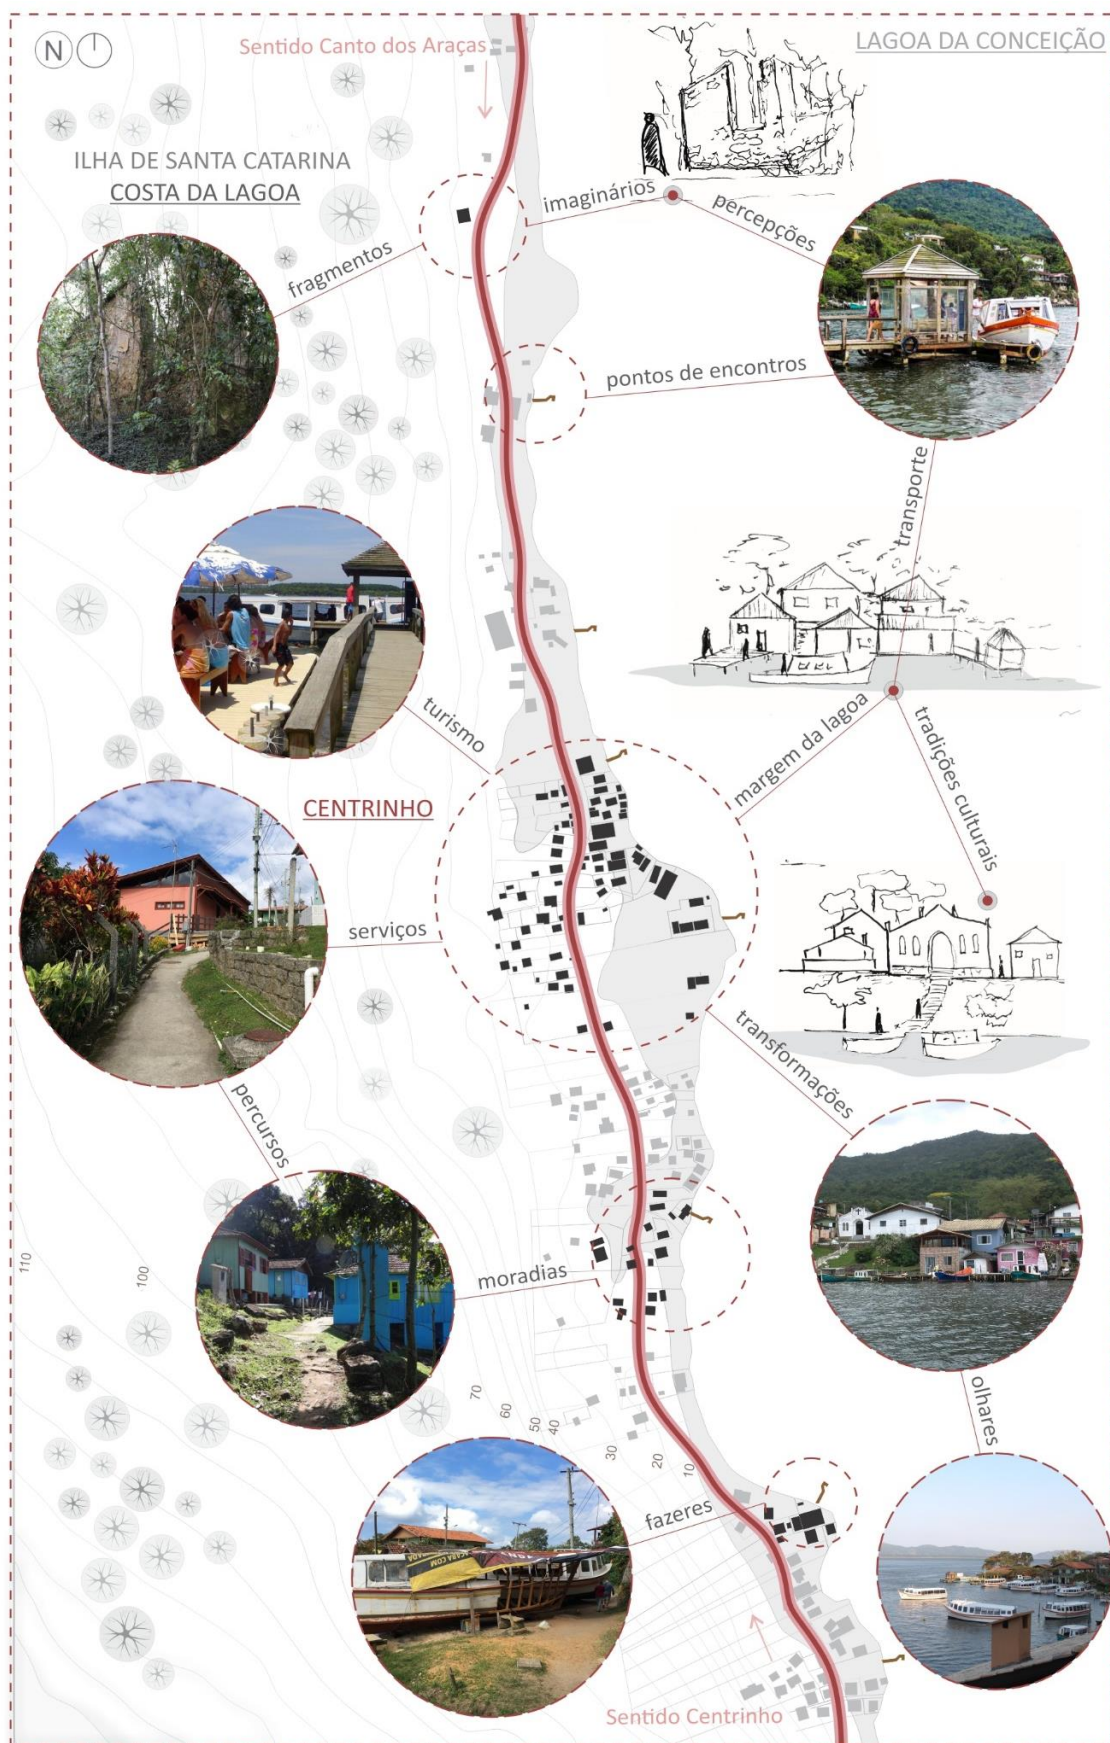 N
Sentido Canto dos Araças
LAGOA DA CONCEIÇÃO
ILHA DE SANTA CATARINA
COSTA DA LAGOA
imaginários
percepções
fragmentos
pontos de encontros
transporte
turismo
margem da lagoa
tradições culturais
CENTRINHO
serviços
transformações
percursos
moradias
110
100
70
60
50
40
30
20
10
olhares
fazeres
Sentido Centrinho